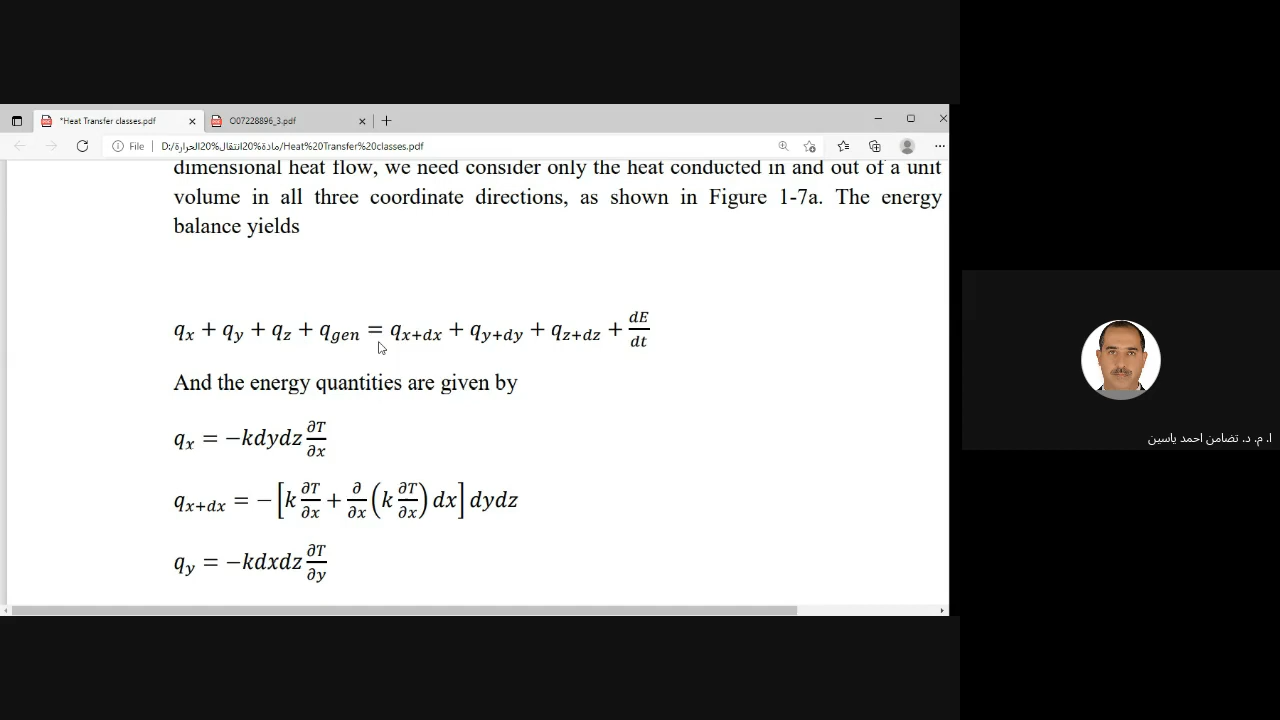 *Heat Transfer classes.pdf
O07228896_3.pdf
File
D:/مادة%20انتقال%20الحرارة/Heat%20Transfer%20classes.pdf
dimensional heat flow, we need consider only the heat conducted in and out of a unit
volume in all three coordinate directions, as shown in Figure 1-7a. The energy
balance yields
q_x + q_y + q_z + q_gen = q_{x+dx} + q_{y+dy} + q_{z+dz} + dE/dt
And the energy quantities are given by
q_x = −kdydz ∂T/∂x
q_{x+dx} = −[k ∂T/∂x + ∂/∂x (k ∂T/∂x) dx] dydz
q_y = −kdxdz ∂T/∂y
ا. م. د. تضامن احمد ياسين